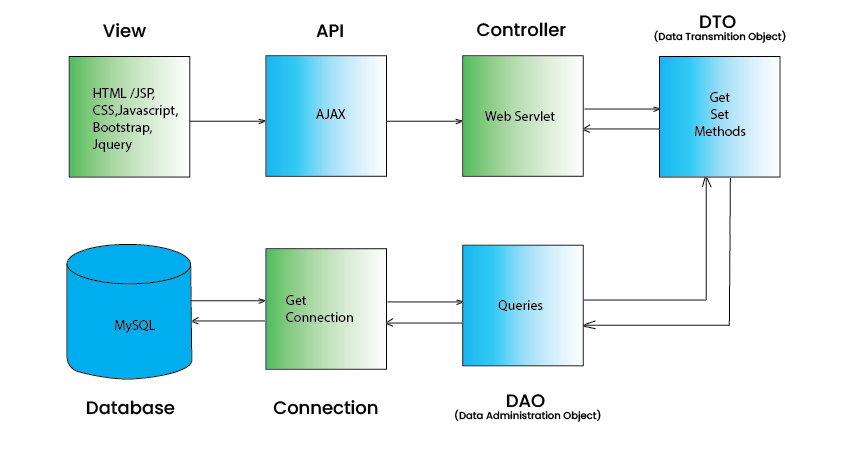 View
API
Controller
DTO
(Data Transmition Object)
HTML /JSP,
CSS,Javascript,
Bootstrap,
Jquery
AJAX
Web Servlet
Get
Set
Methods
MySQL
Get
Connection
Queries
Database
Connection
DAO
(Data Administration Object)